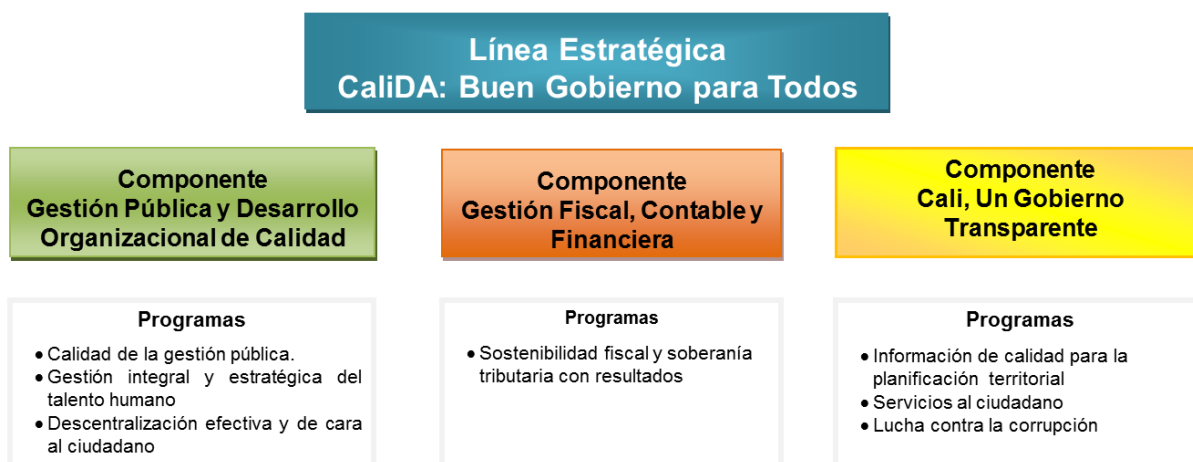 Línea Estratégica
CaliDA: Buen Gobierno para Todos
Componente
Gestión Pública y Desarrollo
Organizacional de Calidad
Programas
• Calidad de la gestión pública.
• Gestión integral y estratégica del
talento humano
• Descentralización efectiva y de cara
al ciudadano
Componente
Gestión Fiscal, Contable y
Financiera
Programas
• Sostenibilidad fiscal y soberanía
tributaria con resultados
Componente
Cali, Un Gobierno
Transparente
Programas
• Información de calidad para la
planificación territorial
• Servicios al ciudadano
• Lucha contra la corrupción